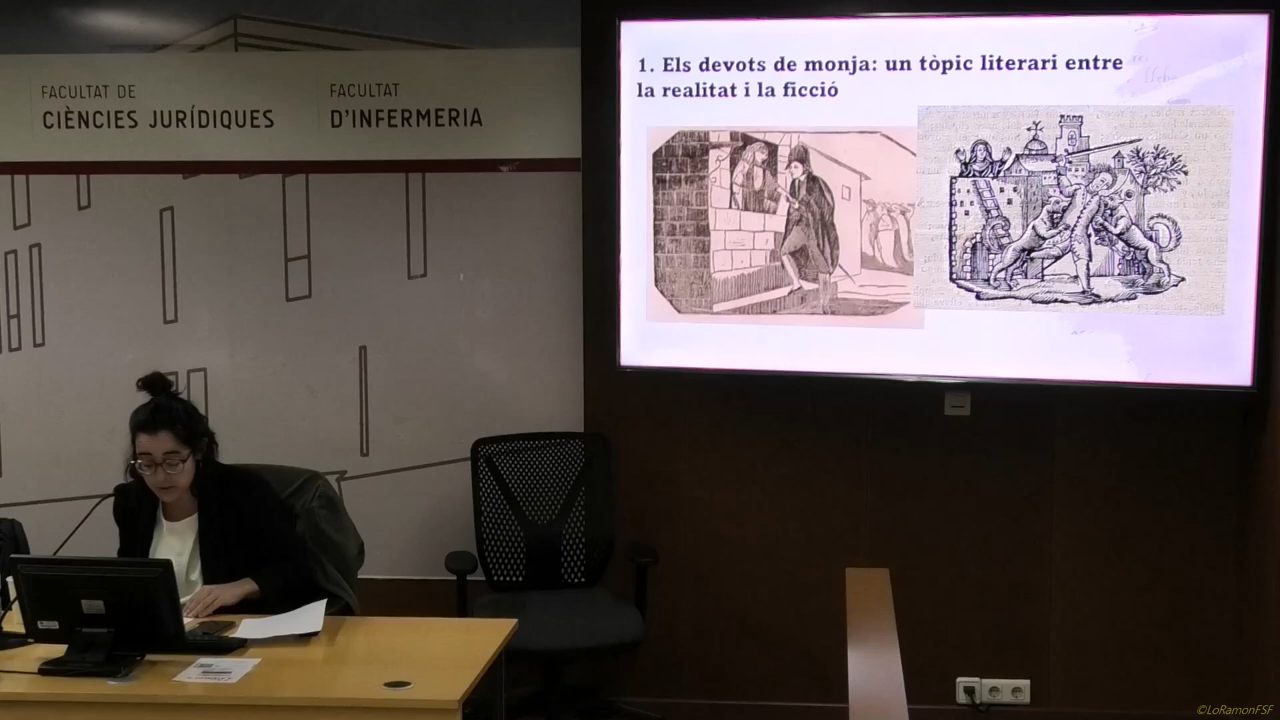 FACULTAT DE
CIÈNCIES JURÍDIQUES
FACULTAT
D'INFERMERIA
1. Els devots de monja: un tòpic literari entre
la realitat i la ficció
©LoRamonFSF